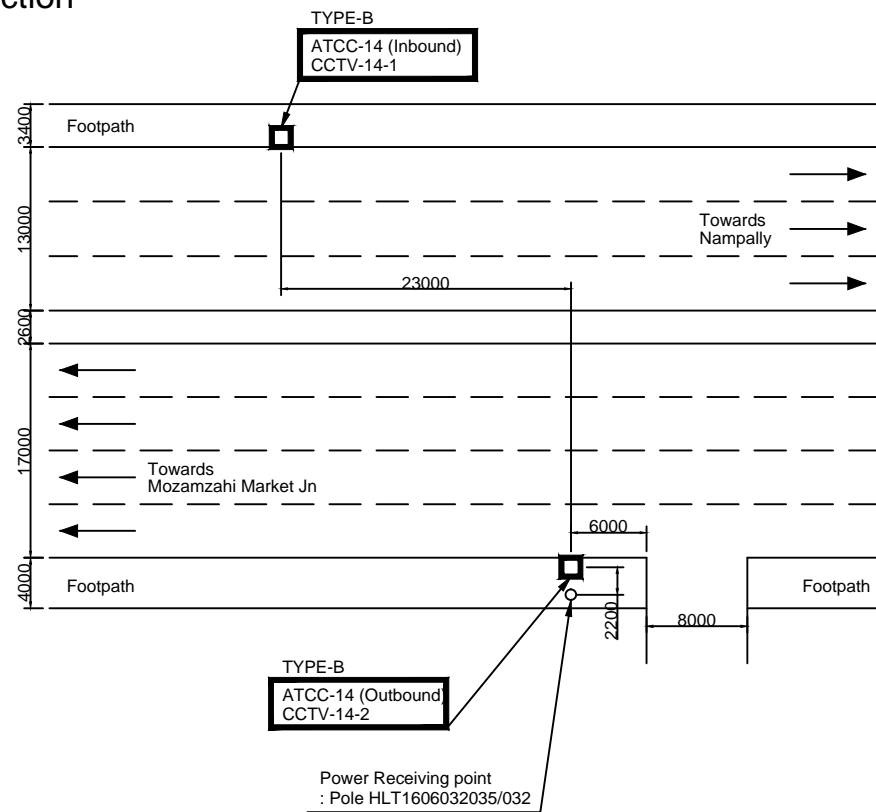 ction
TYPE-B
ATCC-14 (Inbound)
CCTV-14-1
3400
Footpath
13000
Towards
Nampally
23000
2600
17000
Towards
Mozamzahi Market Jn
6000
4000
Footpath
Footpath
2200
8000
TYPE-B
ATCC-14 (Outbound)
CCTV-14-2
Power Receiving point
: Pole HLT1606032035/032